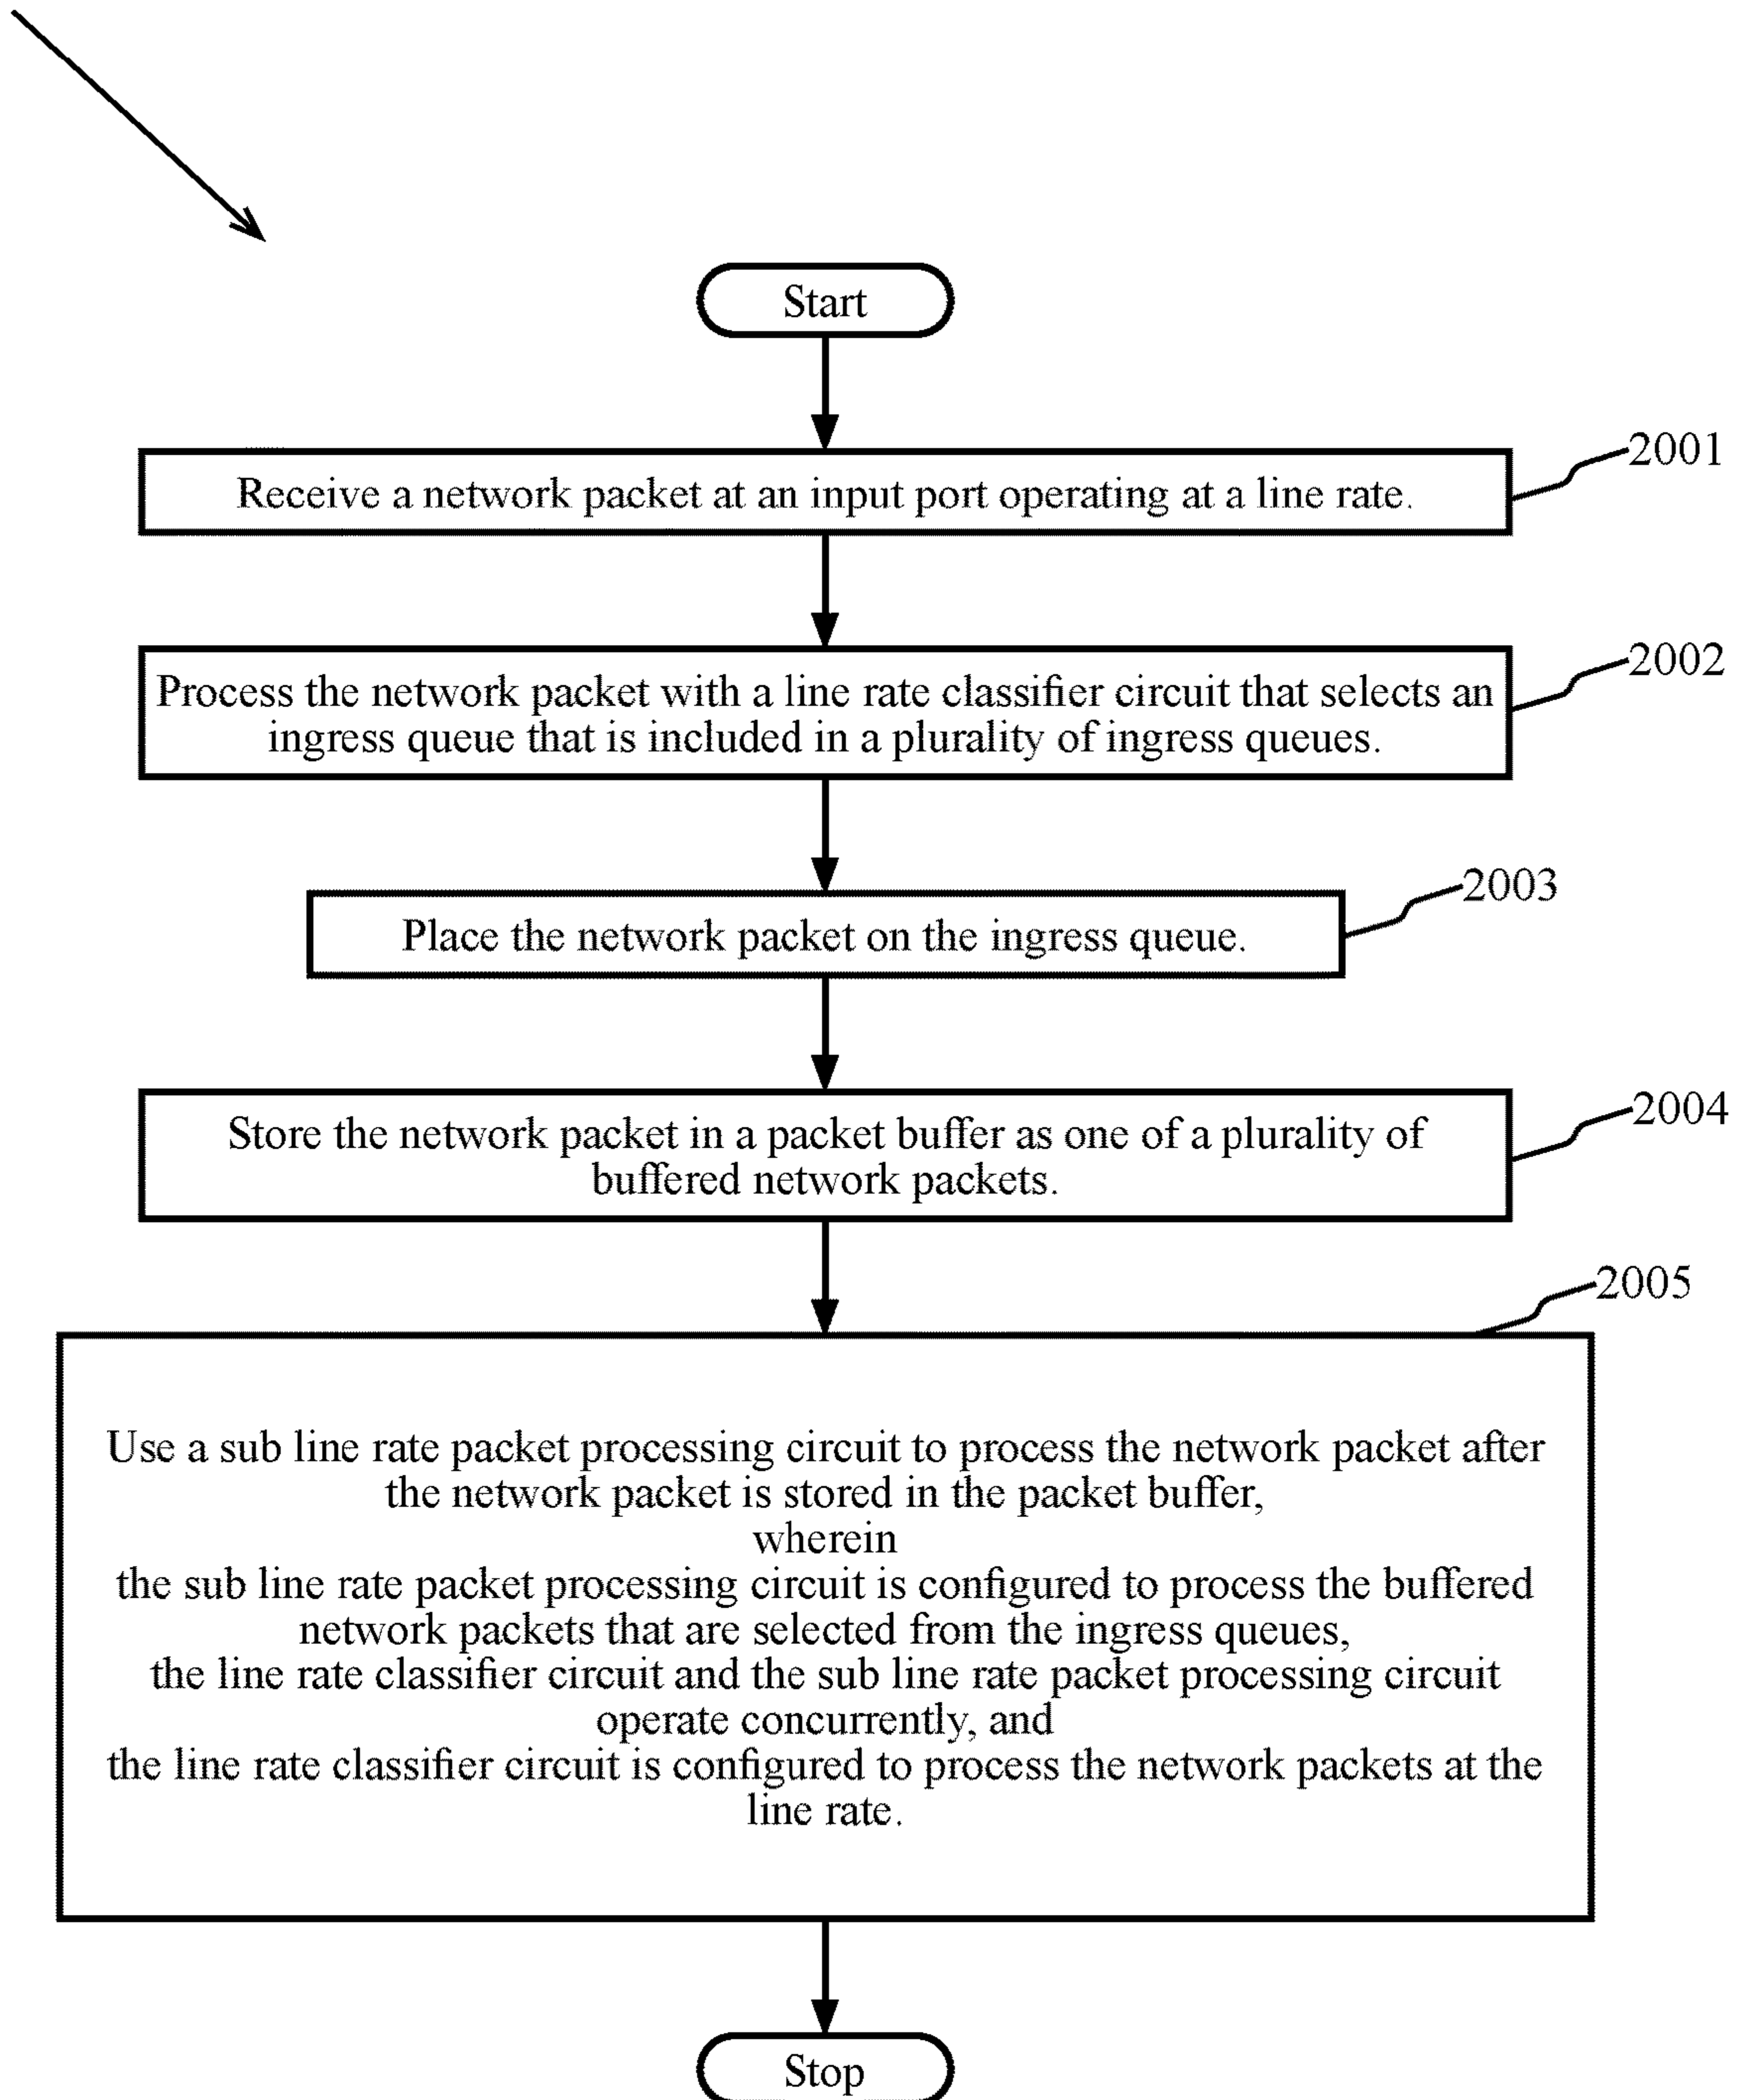 Start
2001
Receive a network packet at an input port operating at a line rate.
2002
Process the network packet with a line rate classifier circuit that selects an
ingress queue that is included in a plurality of ingress queues.
2003
Place the network packet on the ingress queue.
2004
Store the network packet in a packet buffer as one of a plurality of
buffered network packets.
2005
Use a sub line rate packet processing circuit to process the network packet after
the network packet is stored in the packet buffer,
wherein
the sub line rate packet processing circuit is configured to process the buffered
network packets that are selected from the ingress queues,
the line rate classifier circuit and the sub line rate packet processing circuit
operate concurrently, and
the line rate classifier circuit is configured to process the network packets at the
line rate.
Stop